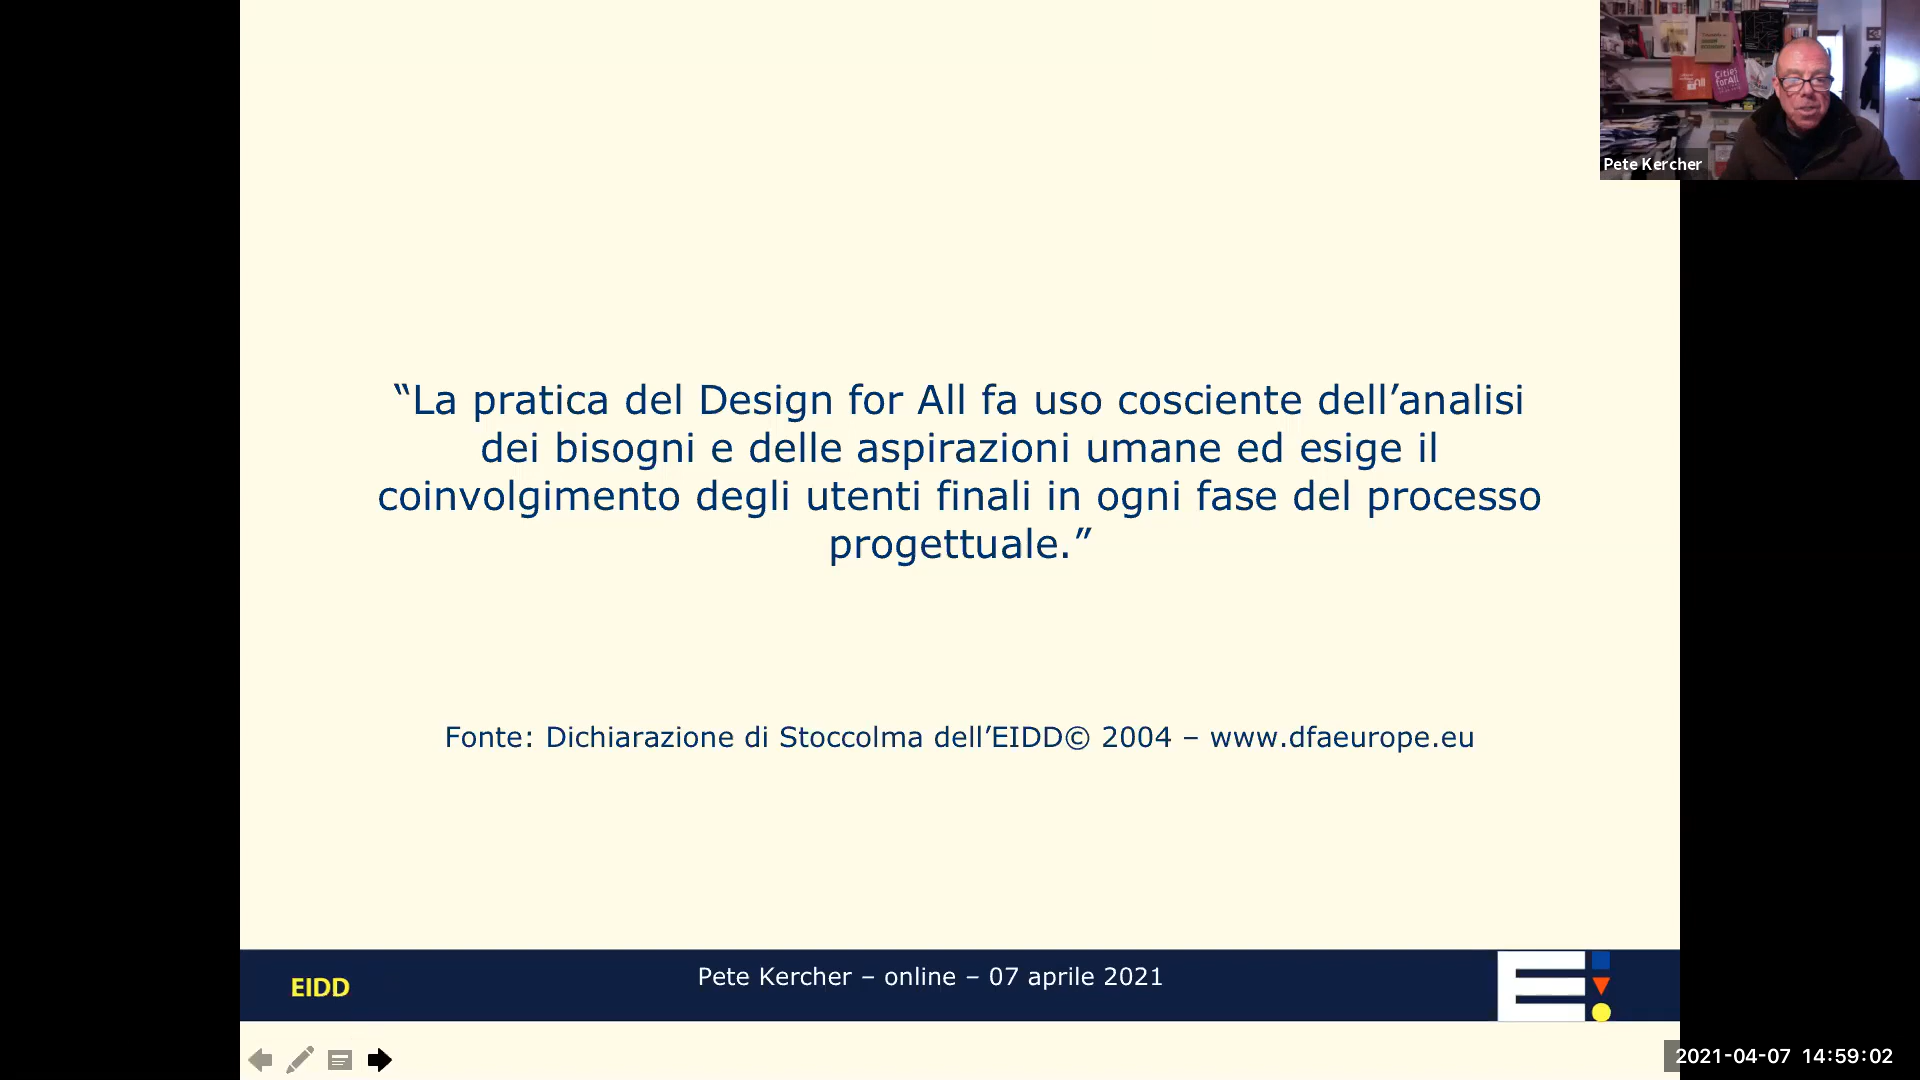 Cities
forAll
Pete Kercher
“La pratica del Design for All fa uso cosciente dell’analisi
dei bisogni e delle aspirazioni umane ed esige il
coinvolgimento degli utenti finali in ogni fase del processo
progettuale.”
Fonte: Dichiarazione di Stoccolma dell’EIDD© 2004 – www.dfaeurope.eu
EIDD
Pete Kercher – online – 07 aprile 2021
2021-04-07 14:59:02